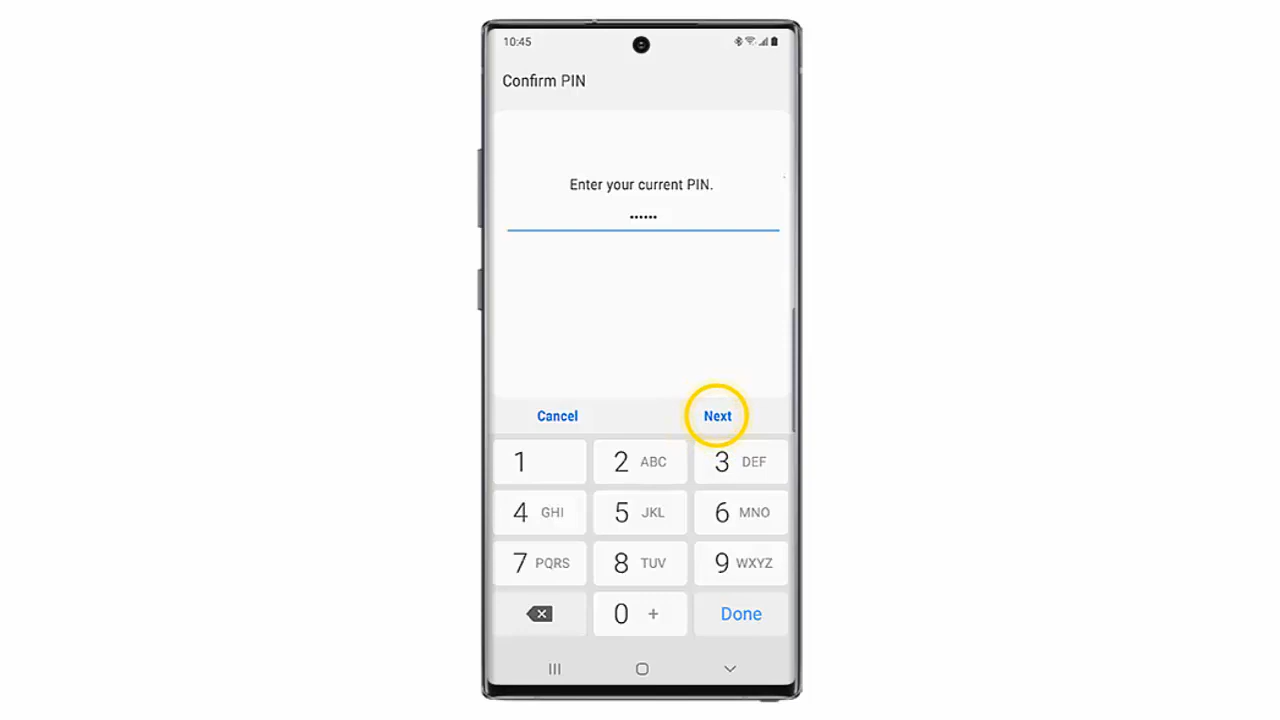 10:45
Confirm PIN
Enter your current PIN.
••••••
Cancel Next
1 2 ABC 3 DEF
4 GHI 5 JKL 6 MNO
7 PQRS 8 TUV 9 WXYZ
0 + Done